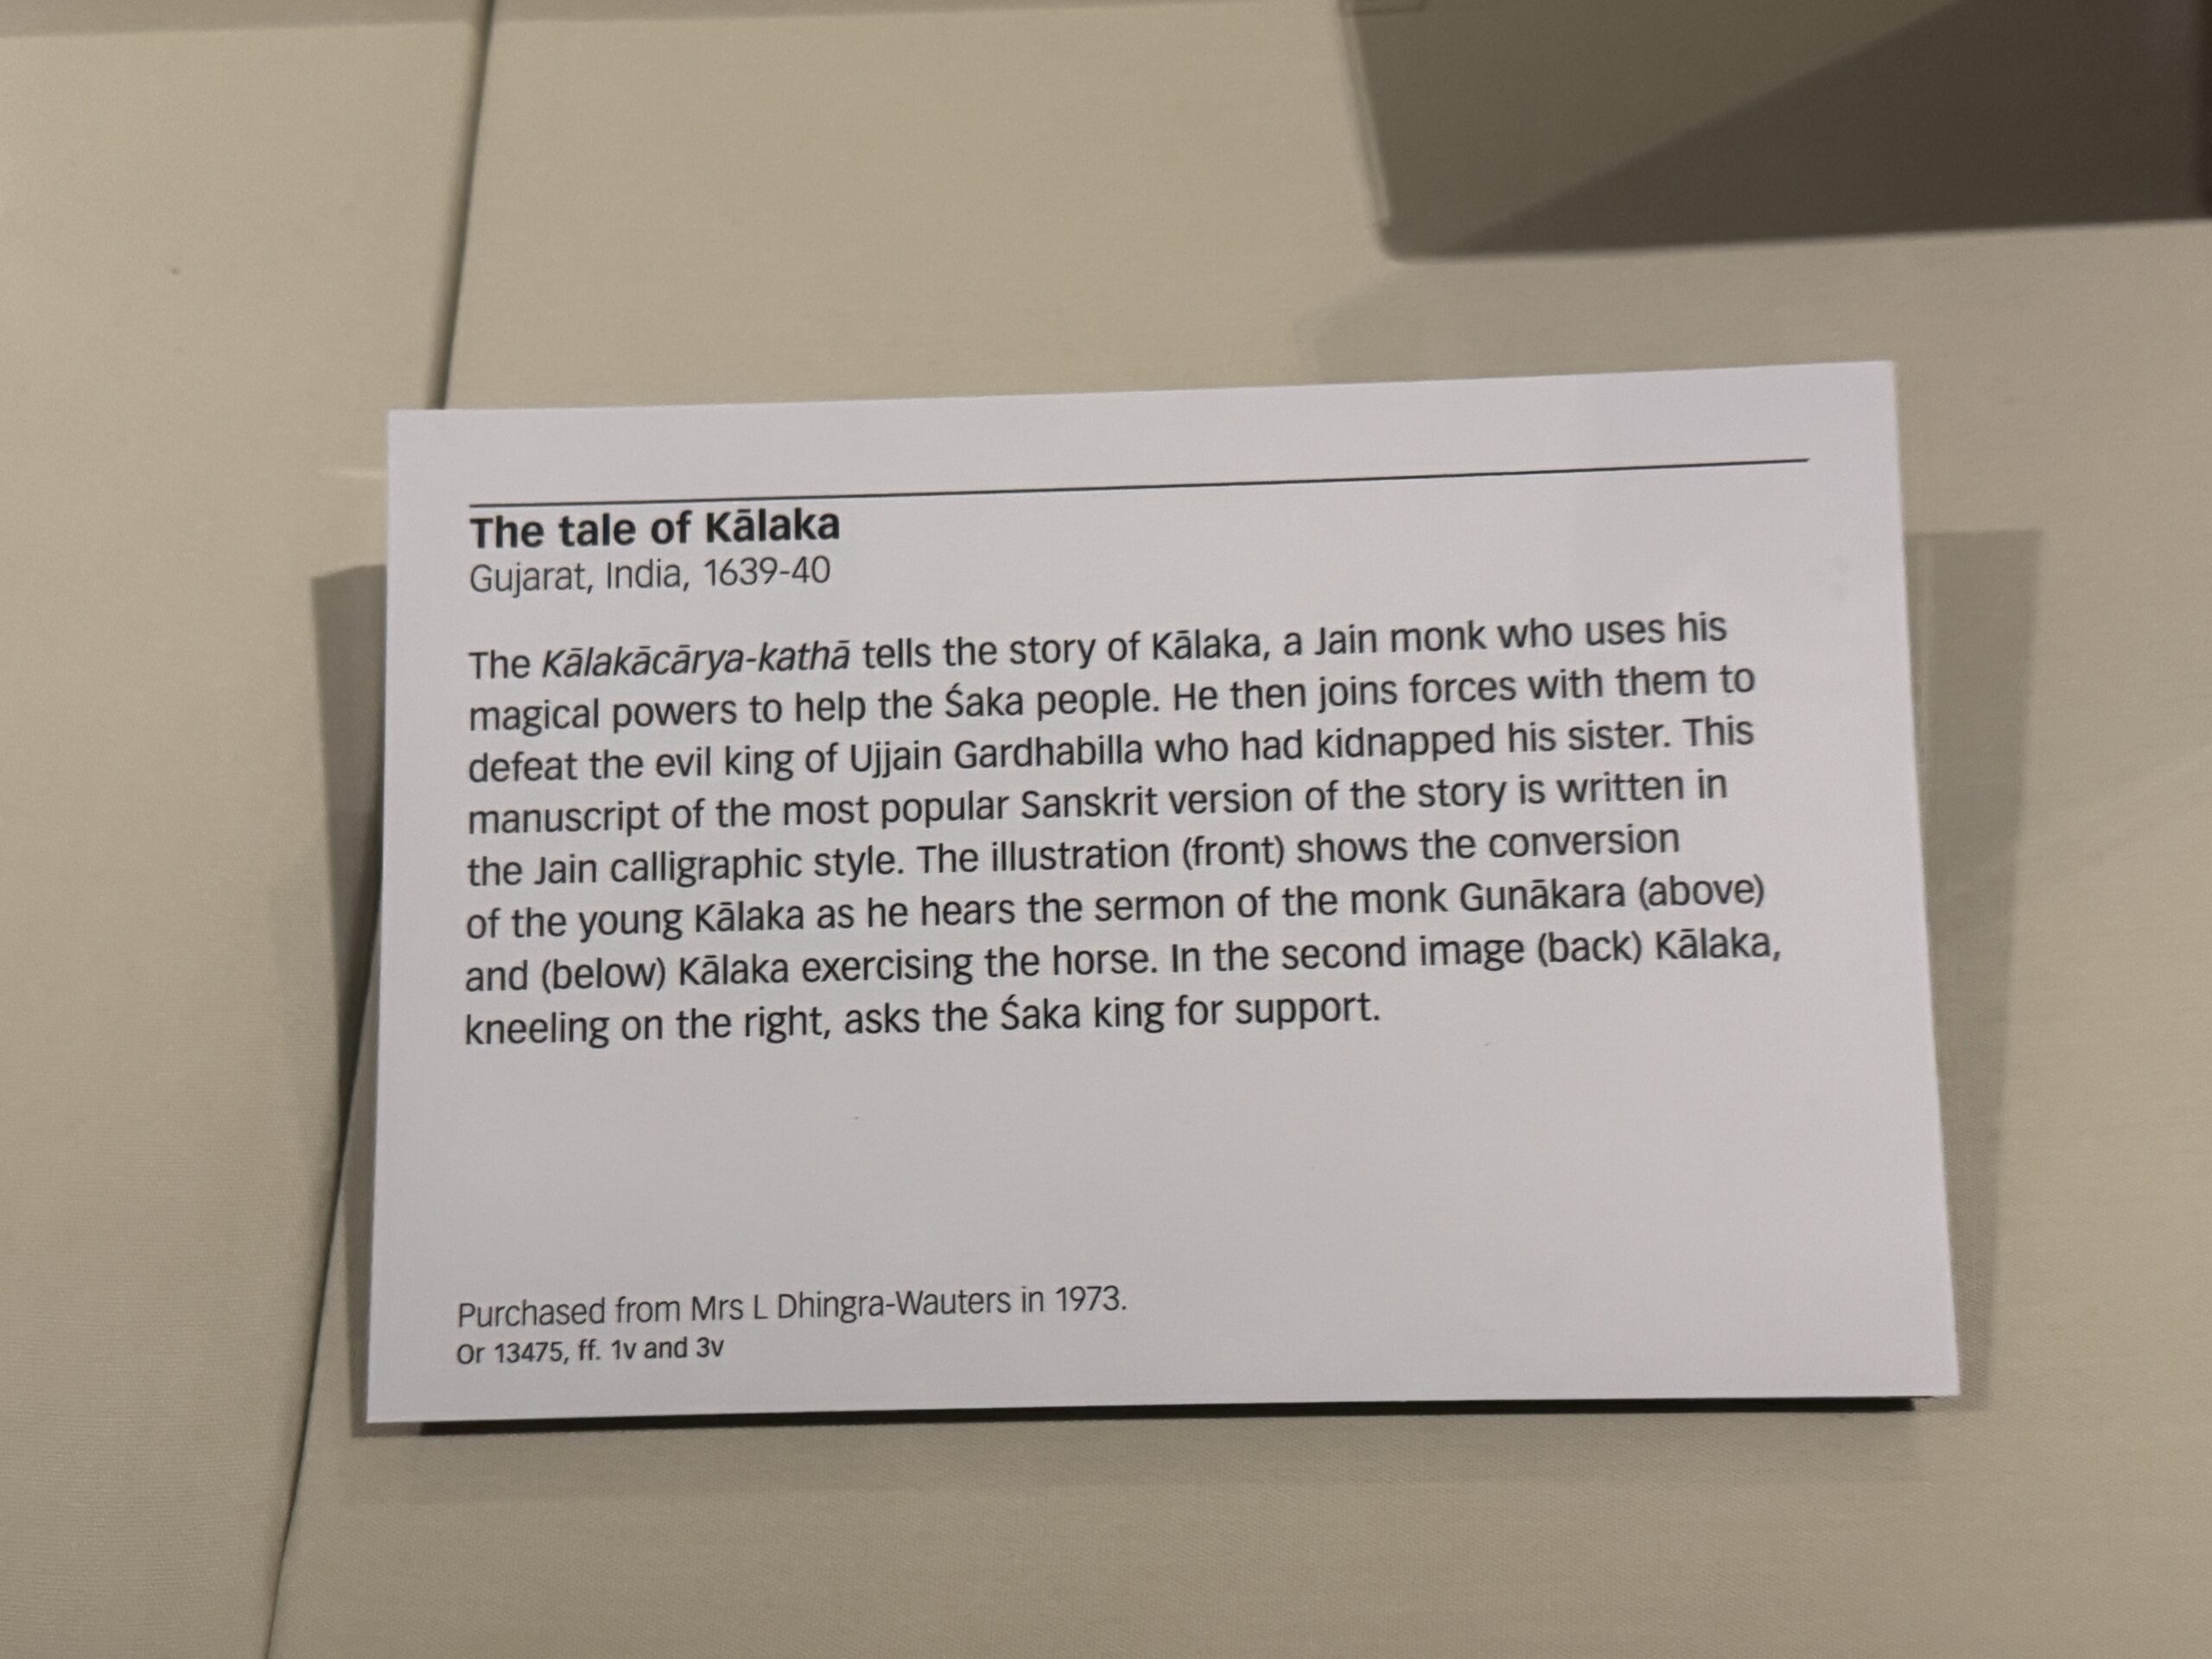 The tale of Kālaka
Gujarat, India, 1639-40
The Kālakācārya-kathā tells the story of Kālaka, a Jain monk who uses his
magical powers to help the Śaka people. He then joins forces with them to
defeat the evil king of Ujjain Gardhabilla who had kidnapped his sister. This
manuscript of the most popular Sanskrit version of the story is written in
the Jain calligraphic style. The illustration (front) shows the conversion
of the young Kālaka as he hears the sermon of the monk Gunākara (above)
and (below) Kālaka exercising the horse. In the second image (back) Kālaka,
kneeling on the right, asks the Śaka king for support.
Purchased from Mrs L Dhingra-Wauters in 1973.
Or 13475, ff. 1v and 3v